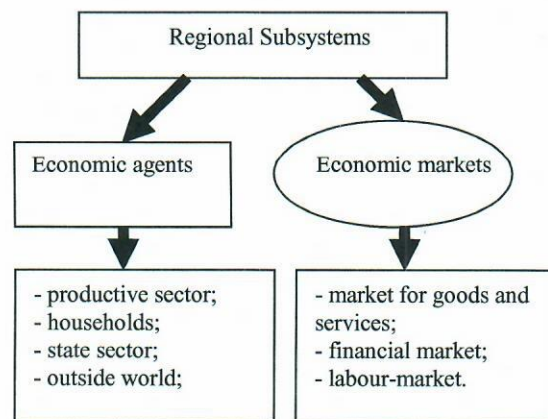 Regional Subsystems
Economic agents
Economic markets
- productive sector;
- households;
- state sector;
- outside world;
- market for goods and
services;
- financial market;
- labour-market.